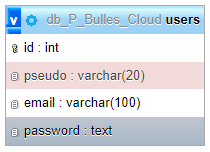 v db_P_Bulles_Cloud users
id : int
pseudo : varchar(20)
email : varchar(100)
password : text